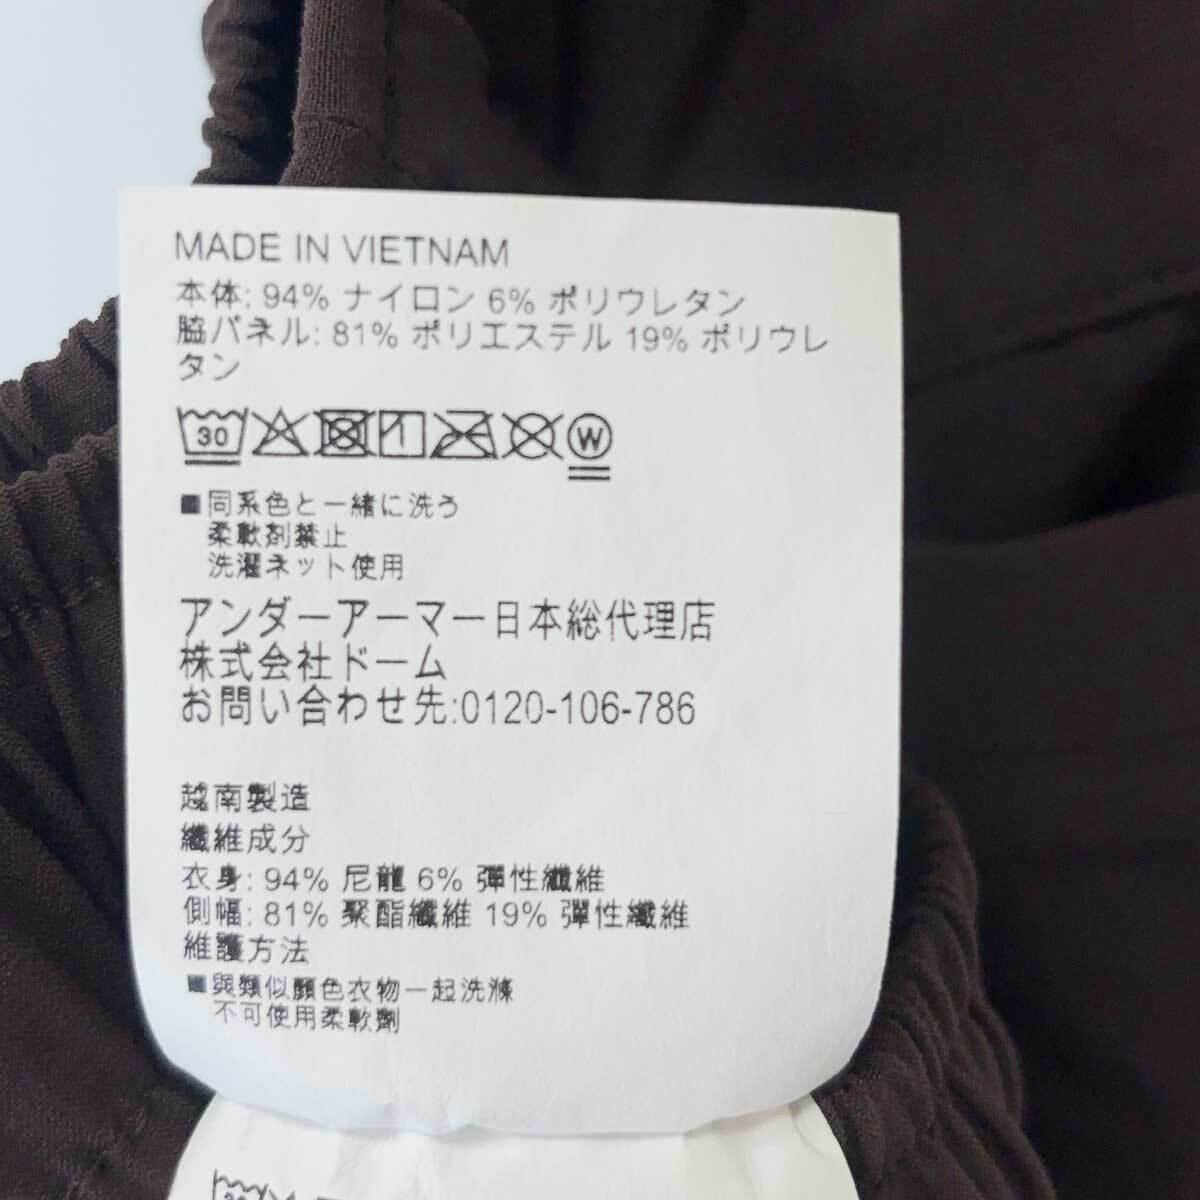 MADE IN VIETNAM
本体: 94% ナイロン 6% ポリウレタン
脇パネル: 81% ポリエステル 19% ポリウレ
タン
30 W
■同系色と一緒に洗う
柔軟剤禁止
洗濯ネット使用
アンダーアーマー日本総代理店
株式会社ドーム
お問い合わせ先:0120-106-786
越南製造
纖維成分
衣身: 94% 尼龍 6% 彈性纖維
側幅: 81% 聚酯纖維 19% 彈性纖維
維護方法
■與類似顏色衣物一起洗滌
不可使用柔軟劑
30